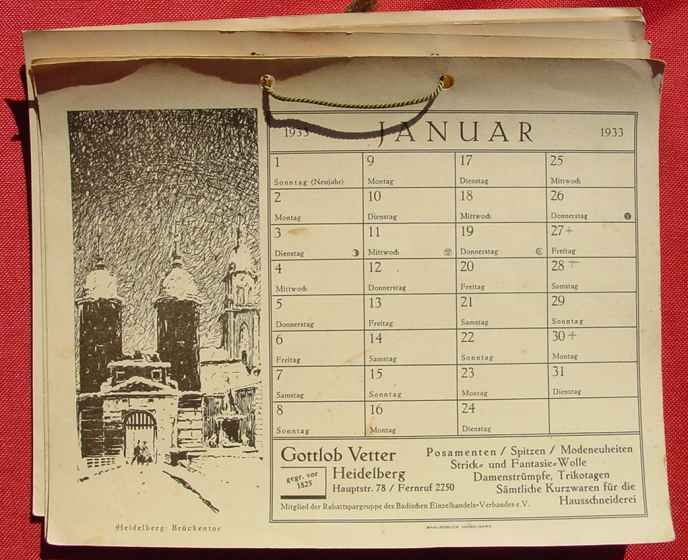 1933 JANUAR 1933
1 9 17 25
Sonntag (Neujahr) Montag Dienstag Mittwoch
2 10 18 26
Montag Dienstag Mittwoch Donnerstag
3 11 19 27+
Dienstag Mittwoch Donnerstag Freitag
4 12 20 28
Mittwoch Donnerstag Freitag Samstag
5 13 21 29
Donnerstag Freitag Samstag Sonntag
6 14 22 30+
Freitag Samstag Sonntag Montag
7 15 23 31
Samstag Sonntag Montag Dienstag
8 16 24
Sonntag Montag Dienstag
Gottlob Vetter
gegr. vor
1825
Heidelberg
Hauptstr. 78 / Fernruf 2250
Posamenten / Spitzen / Modeneuheiten
Strick= und Fantasie=Wolle
Damenstrümpfe, Trikotagen
Sämtliche Kurzwaren für die
Hausschneiderei
Mitglied der Rabattspargruppe des Badischen Einzelhandels=Verbandes e.V.
Heidelberg: Brückentor